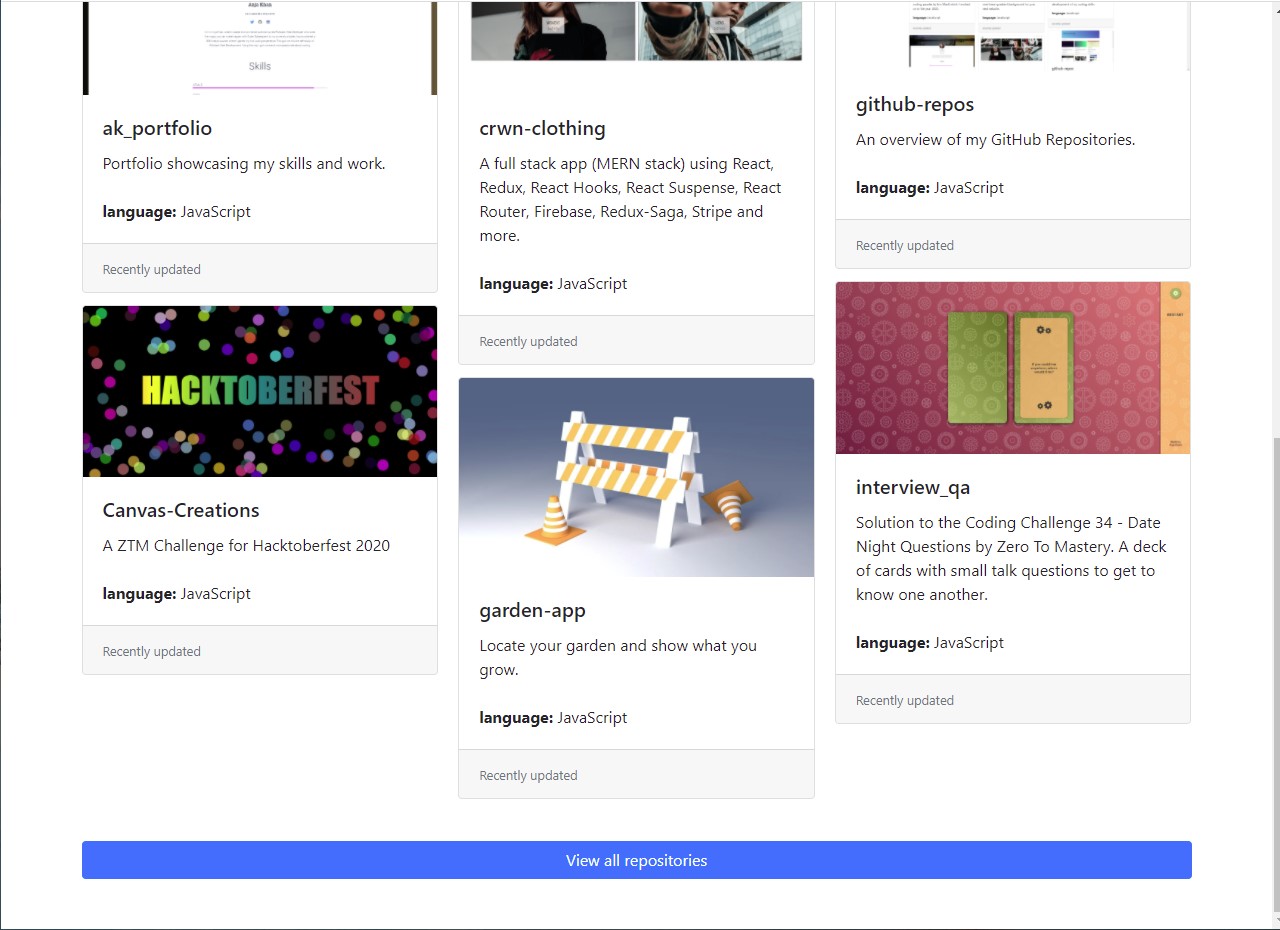 Anja Block
Skills
ak_portfolio
Portfolio showcasing my skills and work.
language: JavaScript
Recently updated
HACKTOBERFEST
Canvas-Creations
A ZTM Challenge for Hacktoberfest 2020
language: JavaScript
Recently updated
crwn-clothing
A full stack app (MERN stack) using React,
Redux, React Hooks, React Suspense, React
Router, Firebase, Redux-Saga, Stripe and
more.
language: JavaScript
Recently updated
garden-app
Locate your garden and show what you
grow.
language: JavaScript
Recently updated
github-repos
github-repos
An overview of my GitHub Repositories.
language: JavaScript
Recently updated
interview_qa
Solution to the Coding Challenge 34 - Date
Night Questions by Zero To Mastery. A deck
of cards with small talk questions to get to
know one another.
language: JavaScript
Recently updated
View all repositories